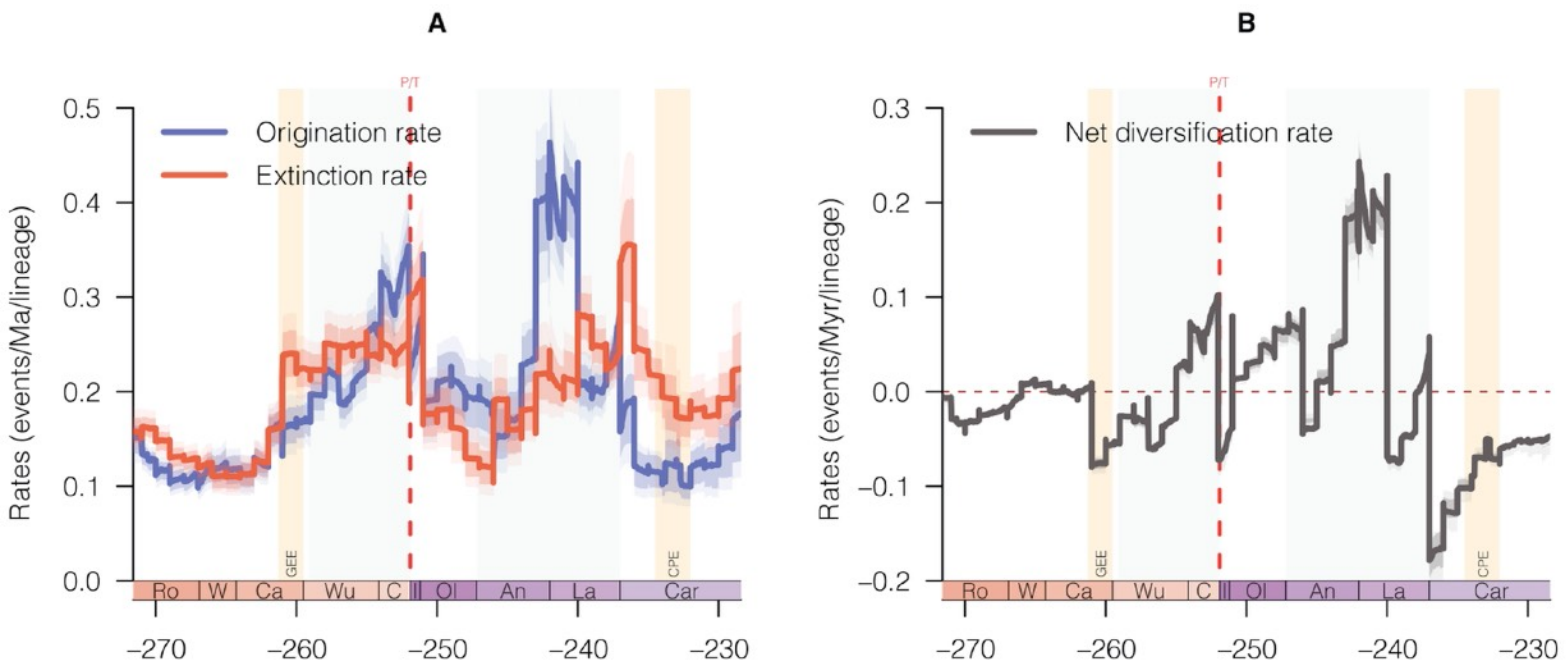 A
P/T
0.5
0.4
0.3
0.2
0.1
0.0
Rates (events/Ma/lineage)
Origination rate
Extinction rate
GEE
CPE
Ro W Ca Wu C Ol An La Car
−270 −260 −250 −240 −230
B
P/T
0.3
0.2
0.1
0.0
−0.1
−0.2
Rates (events/Myr/lineage)
Net diversification rate
GEE
CPE
Ro W Ca Wu C Ol An La Car
−270 −260 −250 −240 −230